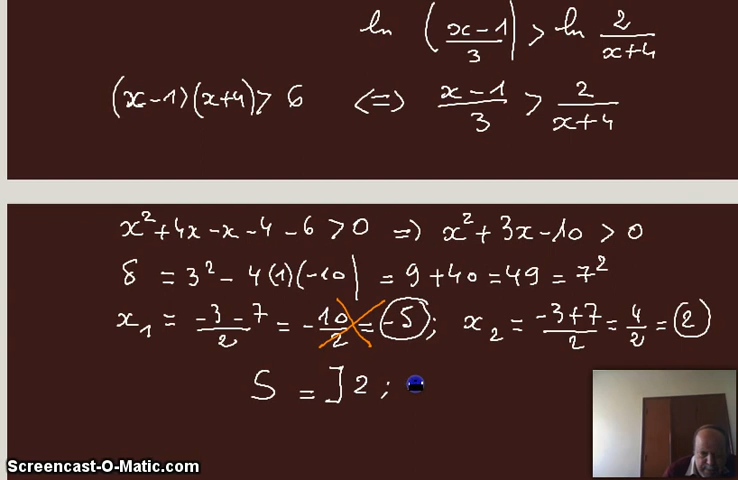 ln (x-1/3) > ln 2/x+4
(x-1)(x+4) > 6 <=> x-1/3 > 2/x+4
x²+4x-x-4-6 >0 => x²+3x-10 > 0
δ = 3²-4(1)(-10) = 9+40 = 49 = 7²
x₁ = -3-7/2 = -10/2 = -5; x₂ = -3+7/2 = 4/2 = 2
S = ]2;
Screencast-O-Matic.com